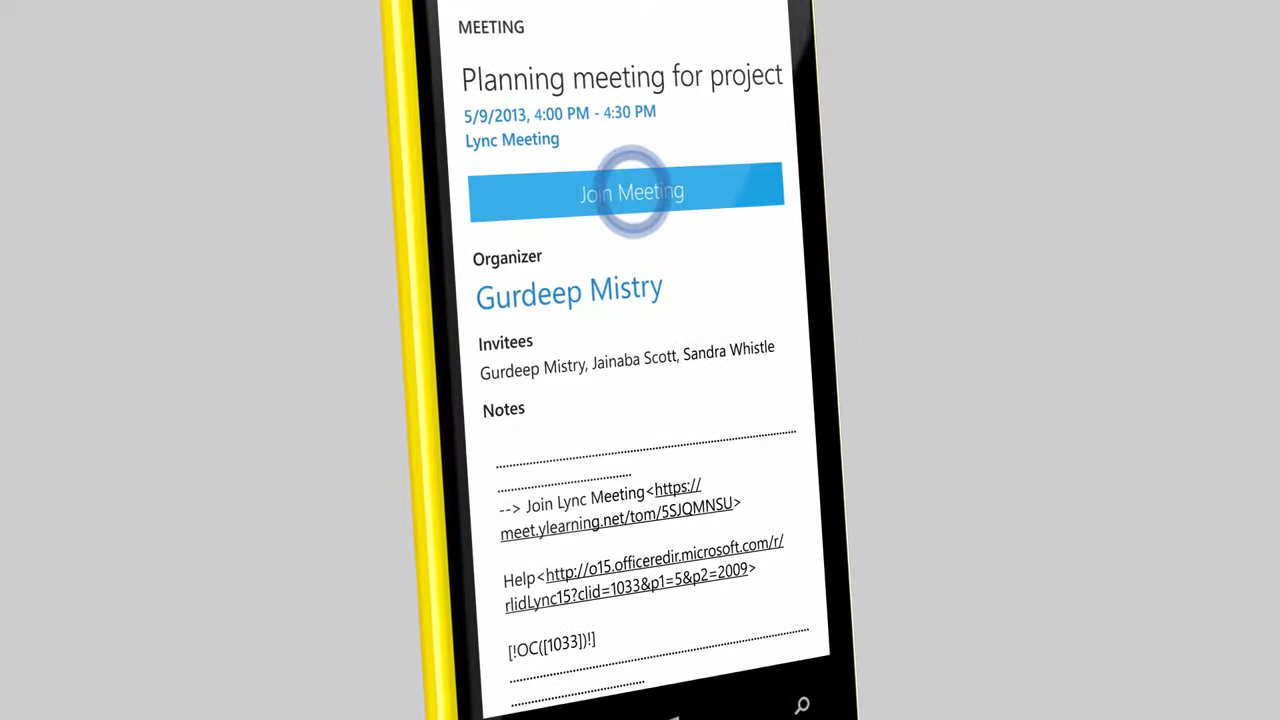 MEETING
Planning meeting for project
5/9/2013, 4:00 PM - 4:30 PM
Lync Meeting
Join Meeting
Organizer
Gurdeep Mistry
Invitees
Gurdeep Mistry, Jainaba Scott, Sandra Whistle
Notes
--> Join Lync Meeting<https://
meet.ylearning.net/tom/5SJQMNSU>
Help<http://o15.officeredir.microsoft.com/r/
rlidLync15?clid=1033&p1=5&p2=2009>
[!OC([1033])!]